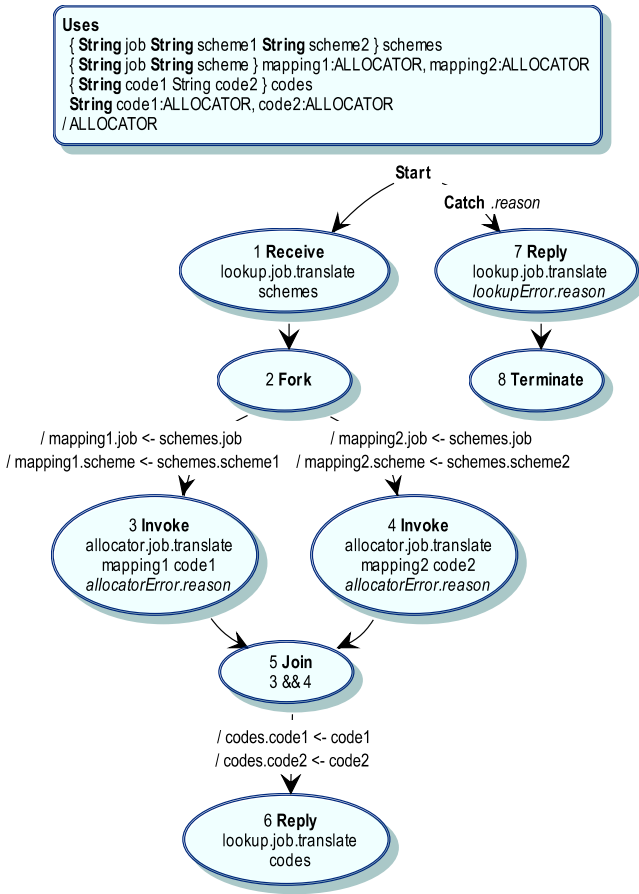 Uses
{ String job String scheme1 String scheme2 } schemes
{ String job String scheme } mapping1:ALLOCATOR, mapping2:ALLOCATOR
{ String code1 String code2 } codes
String code1:ALLOCATOR, code2:ALLOCATOR
/ ALLOCATOR
Start
Catch .reason
1 Receive
lookup.job.translate
schemes
7 Reply
lookup.job.translate
lookupError.reason
2 Fork
8 Terminate
/ mapping1.job <- schemes.job
/ mapping1.scheme <- schemes.scheme1
/ mapping2.job <- schemes.job
/ mapping2.scheme <- schemes.scheme2
3 Invoke
allocator.job.translate
mapping1 code1
allocatorError.reason
4 Invoke
allocator.job.translate
mapping2 code2
allocatorError.reason
5 Join
3 && 4
/ codes.code1 <- code1
/ codes.code2 <- code2
6 Reply
lookup.job.translate
codes